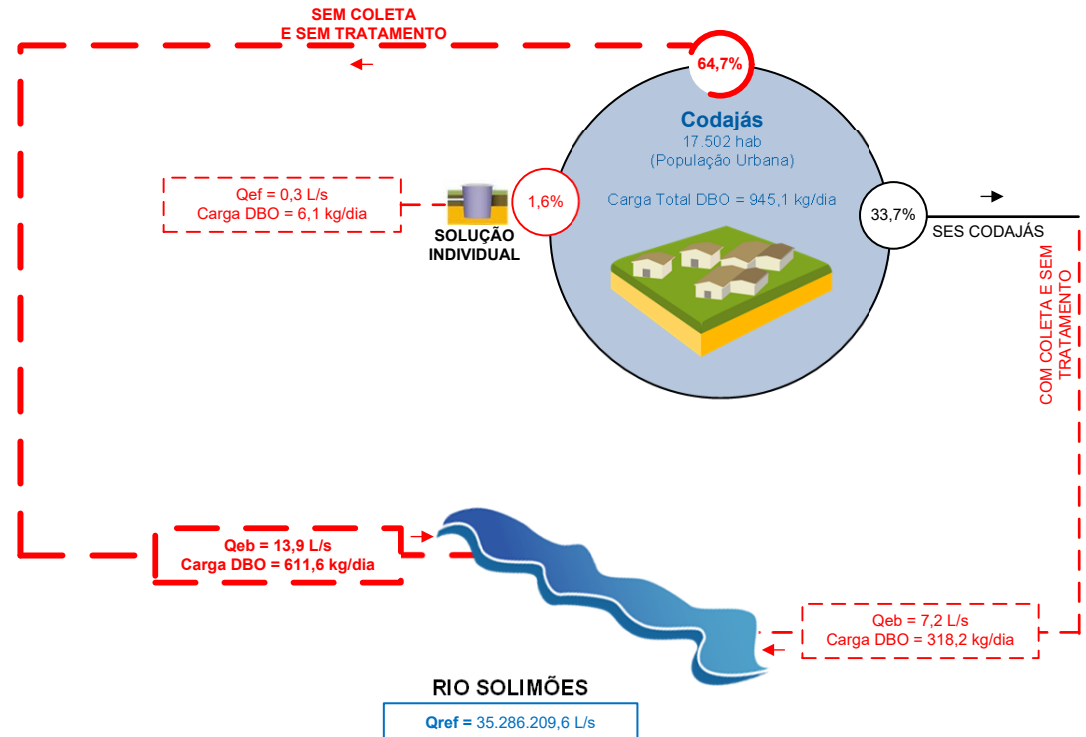 SEM COLETA
E SEM TRATAMENTO
64,7%
Codajás
17.502 hab
(População Urbana)
Carga Total DBO = 945,1 kg/dia
Qef = 0,3 L/s
Carga DBO = 6,1 kg/dia
SOLUÇÃO
INDIVIDUAL
1,6%
33,7%
SES CODAJÁS
COM COLETA E SEM
TRATAMENTO
Qeb = 13,9 L/s
Carga DBO = 611,6 kg/dia
Qeb = 7,2 L/s
Carga DBO = 318,2 kg/dia
RIO SOLIMÕES
Qref = 35.286.209,6 L/s